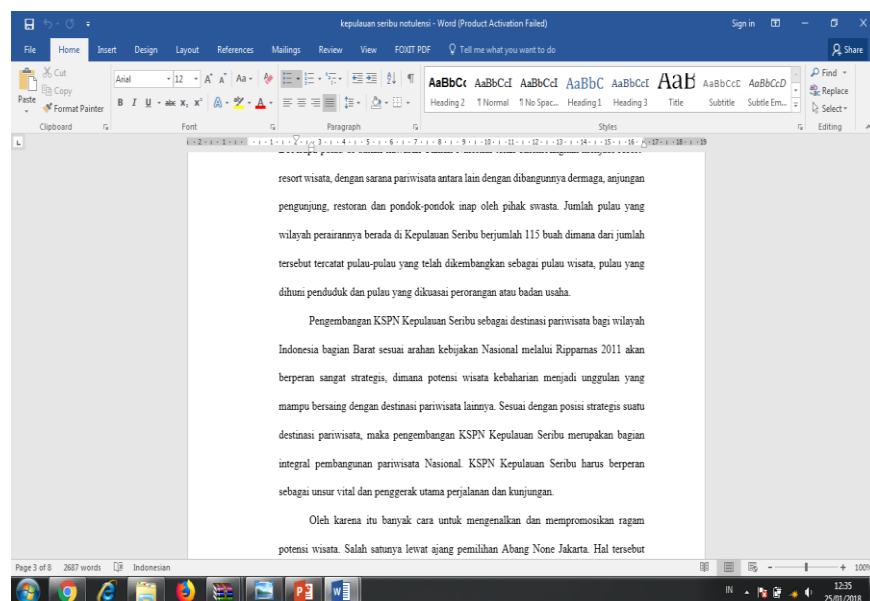 kepulauan seribu notulensi - Word (Product Activation Failed)
Sign in
File Home Insert Design Layout References Mailings Review View FOXIT PDF Tell me what you want to do Share
Paste
Cut
Copy
Format Painter
Clipboard
Arial 12
Font
Paragraph
AaBbCc AaBbCcI AaBbCcI AaBbC AaBbCcI AaB AaBbCcE AaBbCcD
Heading 2 ¶ Normal ¶ No Spac... Heading 1 Heading 3 Title Subtitle Subtle Em...
Styles
Find
Replace
Select
Editing
resort wisata, dengan sarana pariwisata antara lain dengan dibangunnya dermaga, anjungan
pengunjung, restoran dan pondok-pondok inap oleh pihak swasta. Jumlah pulau yang
wilayah perairannya berada di Kepulauan Seribu berjumlah 115 buah dimana dari jumlah
tersebut tercatat pulau-pulau yang telah dikembangkan sebagai pulau wisata, pulau yang
dihuni penduduk dan pulau yang dikuasai perorangan atau badan usaha.
Pengembangan KSPN Kepulauan Seribu sebagai destinasi pariwisata bagi wilayah
Indonesia bagian Barat sesuai arahan kebijakan Nasional melalui Ripparnas 2011 akan
berperan sangat strategis, dimana potensi wisata kebaharian menjadi unggulan yang
mampu bersaing dengan destinasi pariwisata lainnya. Sesuai dengan posisi strategis suatu
destinasi pariwisata, maka pengembangan KSPN Kepulauan Seribu merupakan bagian
integral pembangunan pariwisata Nasional. KSPN Kepulauan Seribu harus berperan
sebagai unsur vital dan penggerak utama perjalanan dan kunjungan.
Oleh karena itu banyak cara untuk mengenalkan dan mempromosikan ragam
potensi wisata. Salah satunya lewat ajang pemilihan Abang None Jakarta. Hal tersebut
Page 3 of 8 2687 words Indonesian 100%
IN 12:35
25/01/2018